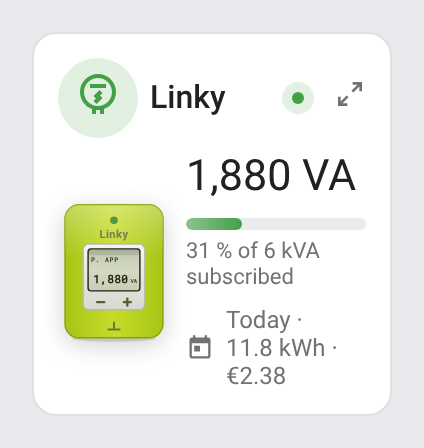 Linky
1,880 VA
31 % of 6 kVA
subscribed
Linky
P. APP
1,880 VA
Today ·
11.8 kWh ·
€2.38